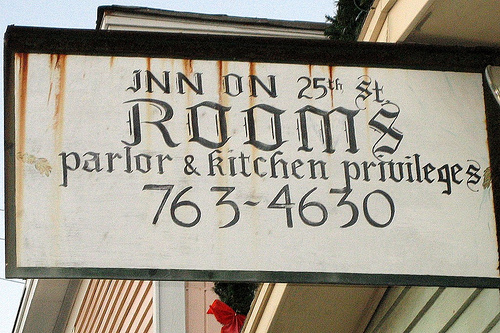 INN ON 25th St.
ROOMS
parlor & kitchen privileges
763-4630